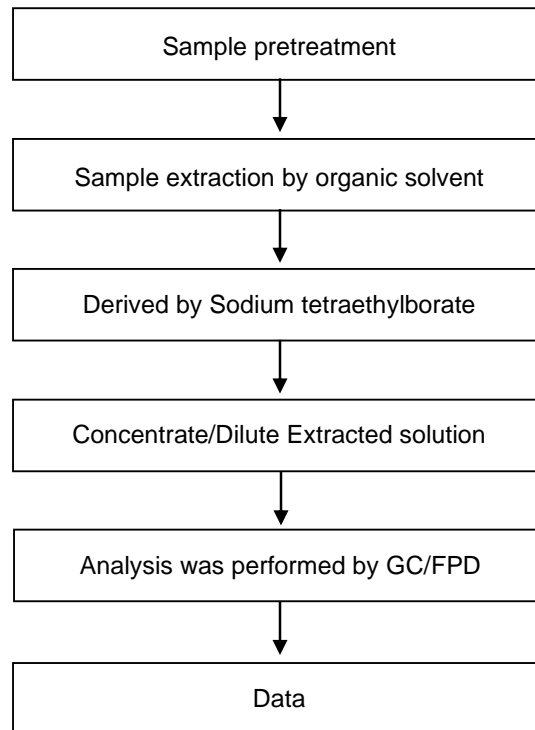 Sample pretreatment
Sample extraction by organic solvent
Derived by Sodium tetraethylborate
Concentrate/Dilute Extracted solution
Analysis was performed by GC/FPD
Data